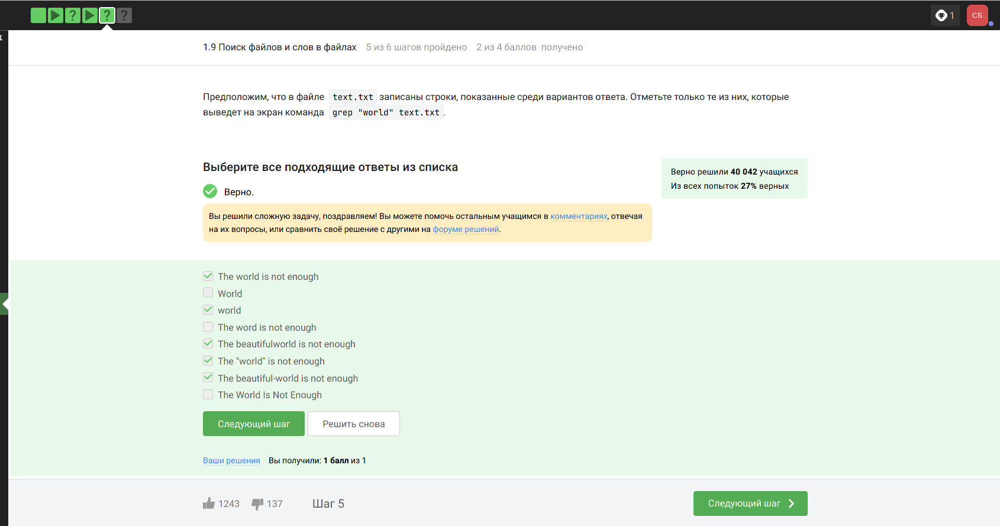 ? ? ?
1
СБ
1.9 Поиск файлов и слов в файлах 5 из 6 шагов пройдено 2 из 4 баллов получено
Предположим, что в файле text.txt записаны строки, показанные среди вариантов ответа. Отметьте только те из них, которые
выведет на экран команда grep "world" text.txt.
Выберите все подходящие ответы из списка
Верно.
Верно решили 40 042 учащихся
Из всех попыток 27% верных
Вы решили сложную задачу, поздравляем! Вы можете помочь остальным учащимся в комментариях, отвечая
на их вопросы, или сравнить своё решение с другими на форуме решений.
The world is not enough
World
world
The word is not enough
The beautifulworld is not enough
The "world" is not enough
The beautiful-world is not enough
The World Is Not Enough
Следующий шаг Решить снова
Ваши решения Вы получили: 1 балл из 1
1243 137 Шаг 5 Следующий шаг